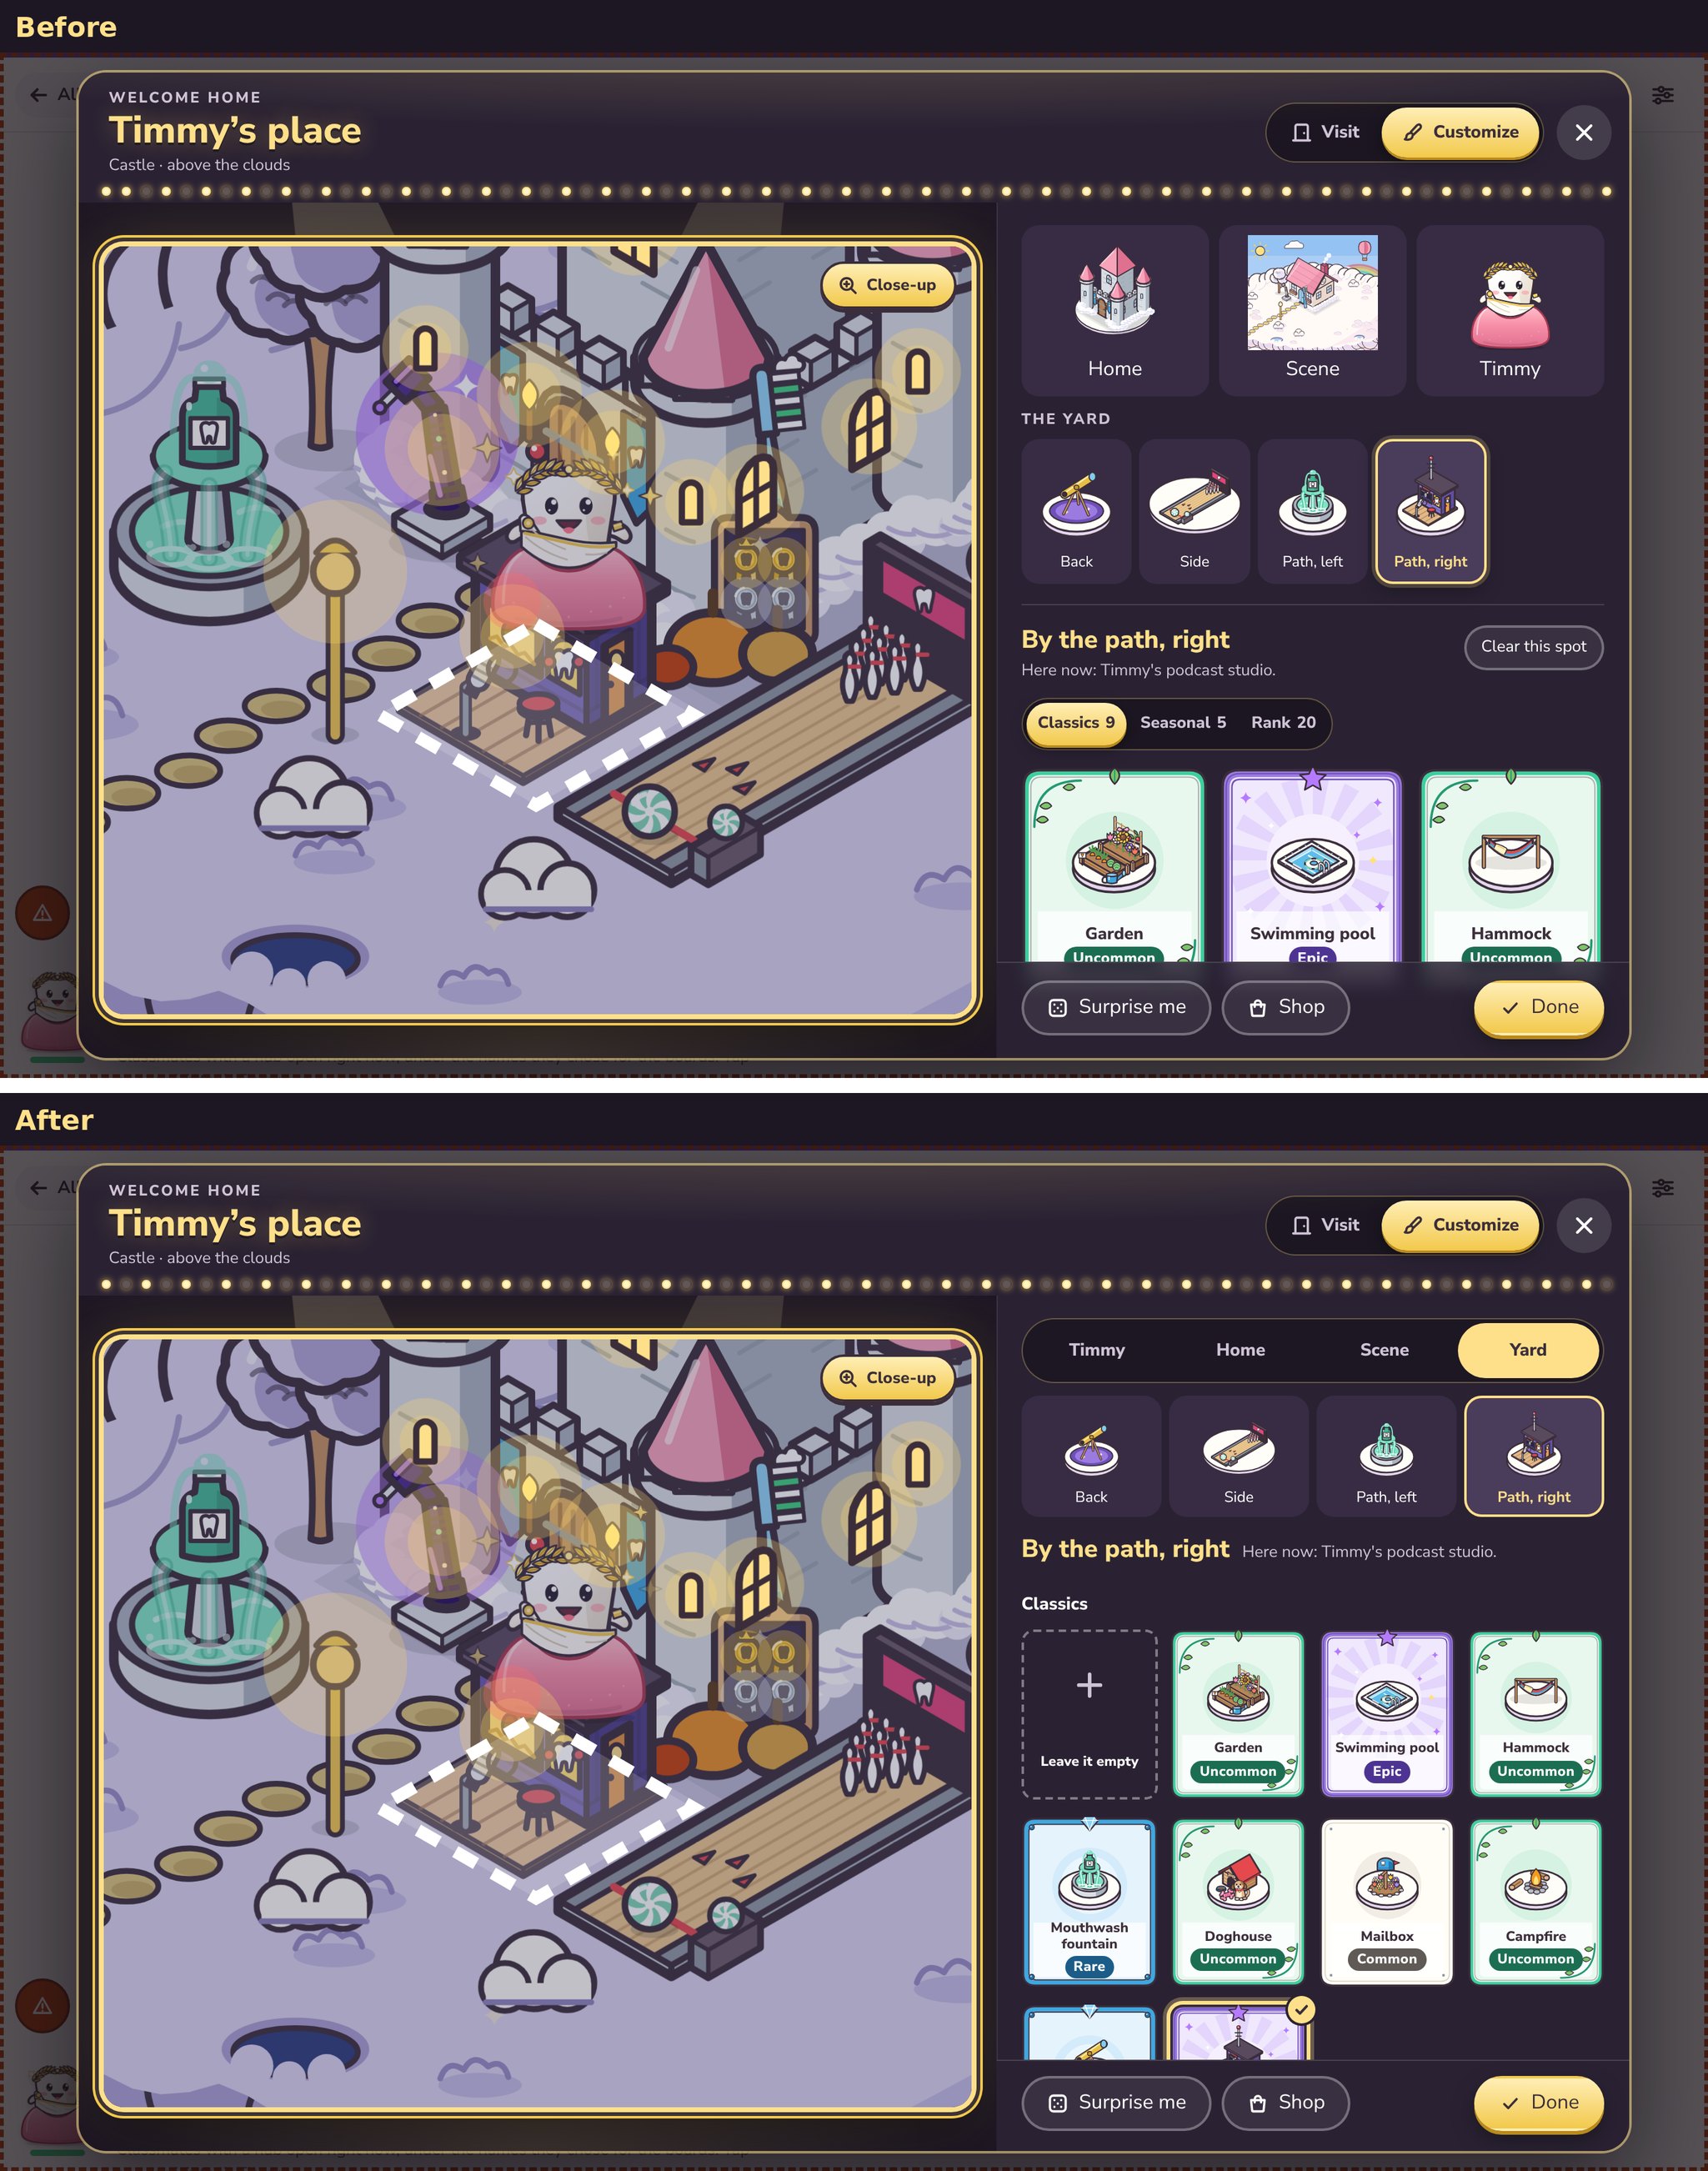 Before
Al
WELCOME HOME
Timmy's place
Castle · above the clouds
Visit
Customize
Close-up
Home
Scene
Timmy
THE YARD
Back
Side
Path, left
Path, right
By the path, right
Clear this spot
Here now: Timmy's podcast studio.
Classics 9
Seasonal 5
Rank 20
Garden
Swimming pool
Hammock
Uncommon
Epic
Uncommon
Surprise me
Shop
Done
After
Al
WELCOME HOME
Timmy's place
Castle · above the clouds
Visit
Customize
Close-up
Timmy
Home
Scene
Yard
Back
Side
Path, left
Path, right
By the path, right
Here now: Timmy's podcast studio.
Classics
Leave it empty
Garden
Uncommon
Swimming pool
Epic
Hammock
Uncommon
Mouthwash
fountain
Rare
Doghouse
Uncommon
Mailbox
Common
Campfire
Uncommon
Surprise me
Shop
Done